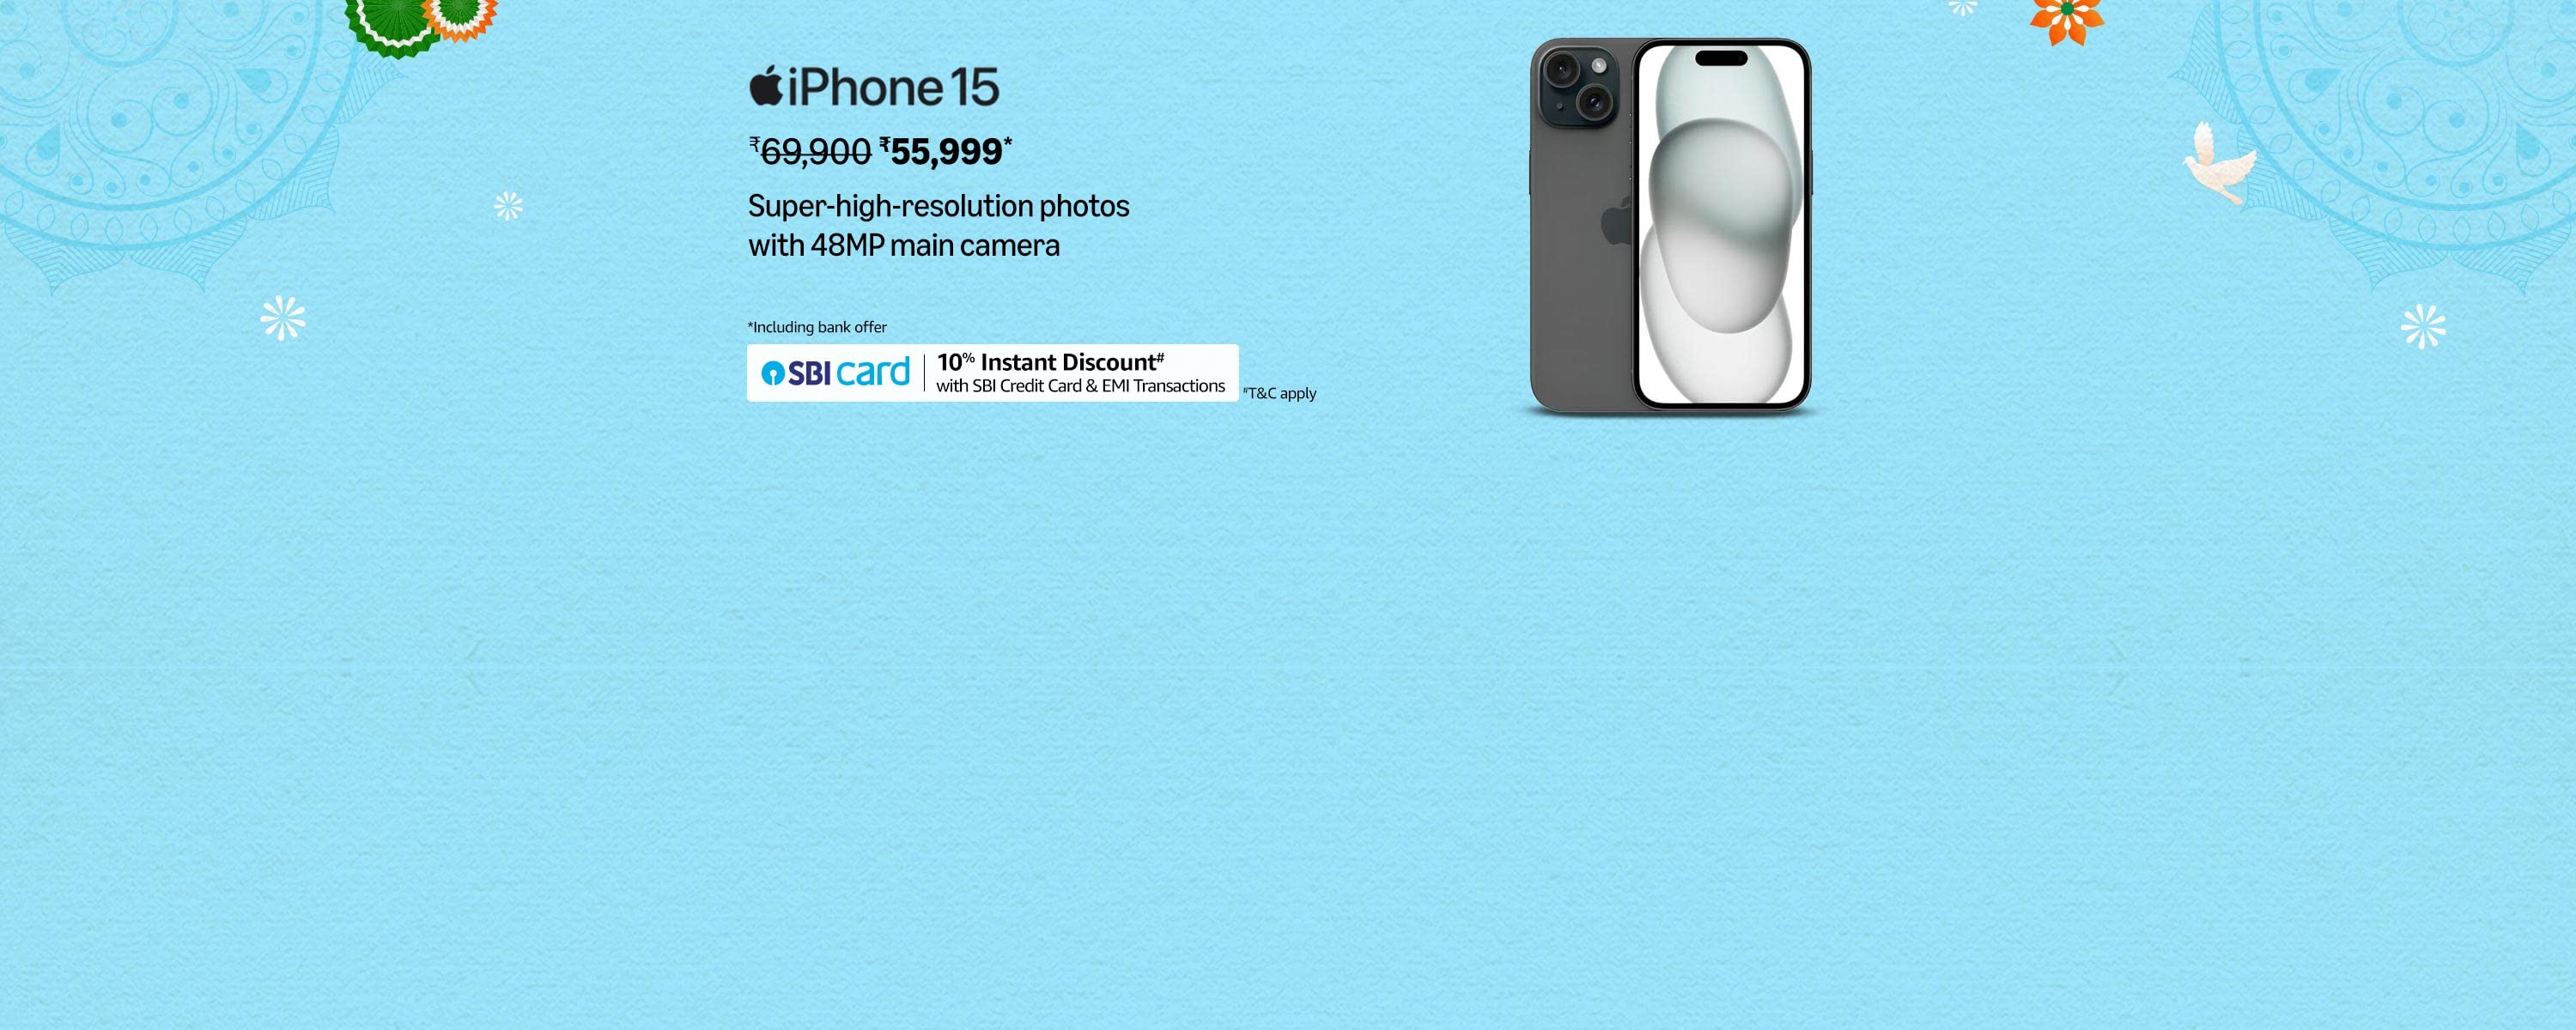 iPhone 15
₹69,900 ₹55,999*
Super-high-resolution photos
with 48MP main camera
*Including bank offer
SBI card
10% Instant Discount#
with SBI Credit Card & EMI Transactions
#T&C apply